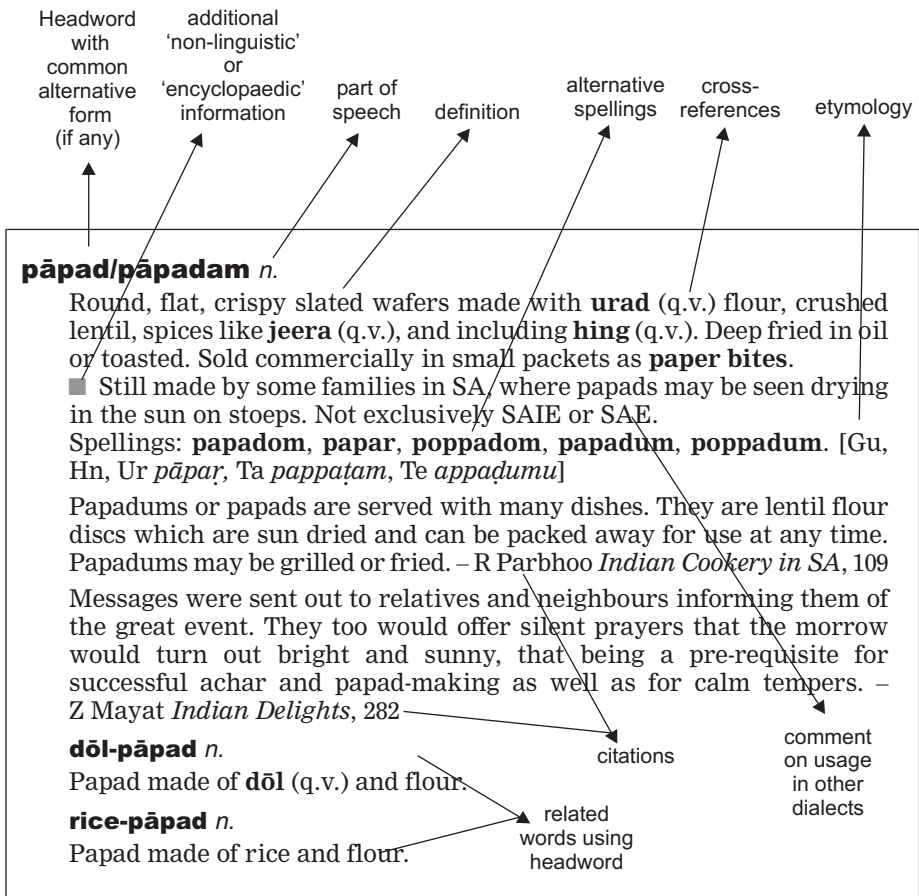 Headword
with
common
alternative
form
(if any)
additional
‘non-linguistic’
or
‘encyclopaedic’
information
part of
speech
definition
alternative
spellings
cross-
references
etymology
pāpad/pāpadam n.
Round, flat, crispy slated wafers made with urad (q.v.) flour, crushed
lentil, spices like jeera (q.v.), and including hing (q.v.). Deep fried in oil
or toasted. Sold commercially in small packets as paper bites.
■ Still made by some families in SA, where papads may be seen drying
in the sun on stoeps. Not exclusively SAIE or SAE.
Spellings: papadom, papar, poppadom, papadum, poppadum. [Gu,
Hn, Ur pāpaṛ, Ta pappaṭam, Te appaḍumu]
Papadums or papads are served with many dishes. They are lentil flour
discs which are sun dried and can be packed away for use at any time.
Papadums may be grilled or fried. – R Parbhoo Indian Cookery in SA, 109
Messages were sent out to relatives and neighbours informing them of
the great event. They too would offer silent prayers that the morrow
would turn out bright and sunny, that being a pre-requisite for
successful achar and papad-making as well as for calm tempers. –
Z Mayat Indian Delights, 282
dōl-pāpad n.
Papad made of dōl (q.v.) and flour.
rice-pāpad n.
Papad made of rice and flour.
citations
comment
on usage
in other
dialects
related
words using
headword